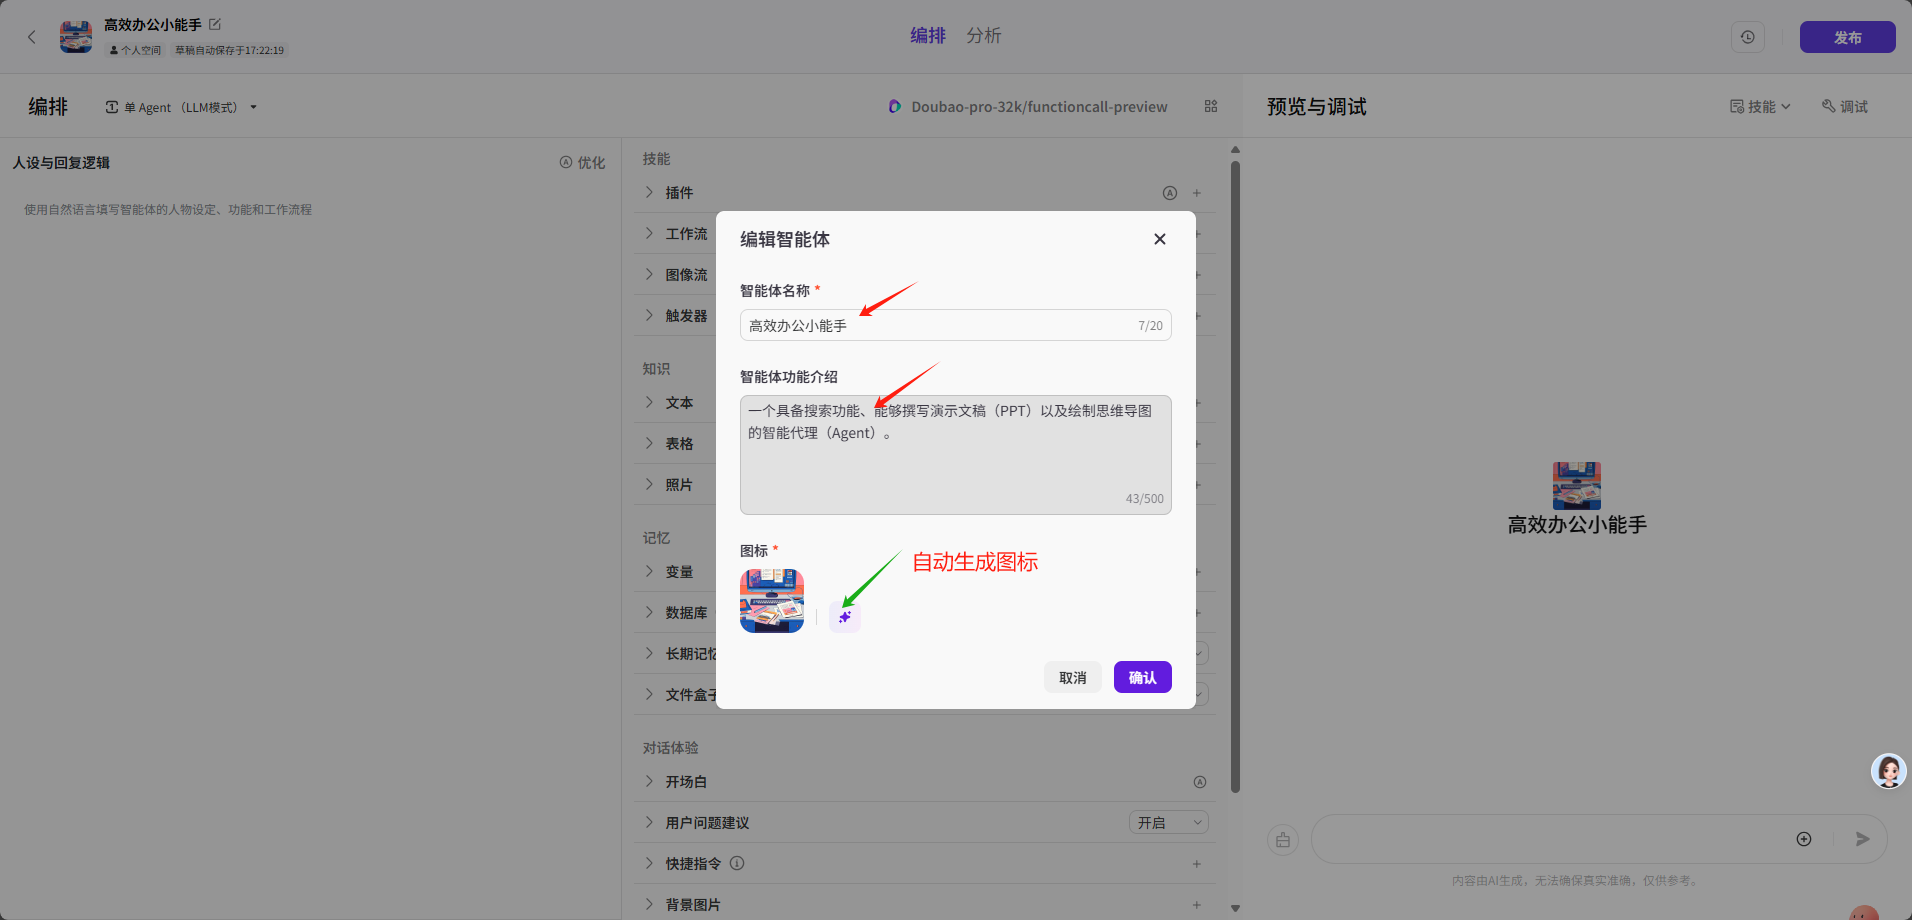 高效办公小能手
个人空间 草稿自动保存于17:22:19
编排 分析
发布
编排
单 Agent （LLM模式）
Doubao-pro-32k/functioncall-preview
预览与调试
技能
调试
人设与回复逻辑
优化
使用自然语言填写智能体的人物设定、功能和工作流程
技能
插件
工作流
图像流
触发器
知识
文本
表格
照片
记忆
变量
数据库
长期记忆
文件盒子
对话体验
开场白
用户问题建议
开启
快捷指令
背景图片
编辑智能体
智能体名称 *
高效办公小能手 7/20
智能体功能介绍
一个具备搜索功能、能够撰写演示文稿（PPT）以及绘制思维导图
的智能代理（Agent）。
43/500
图标 *
自动生成图标
取消 确认
高效办公小能手
内容由AI生成，无法确保真实准确，仅供参考。